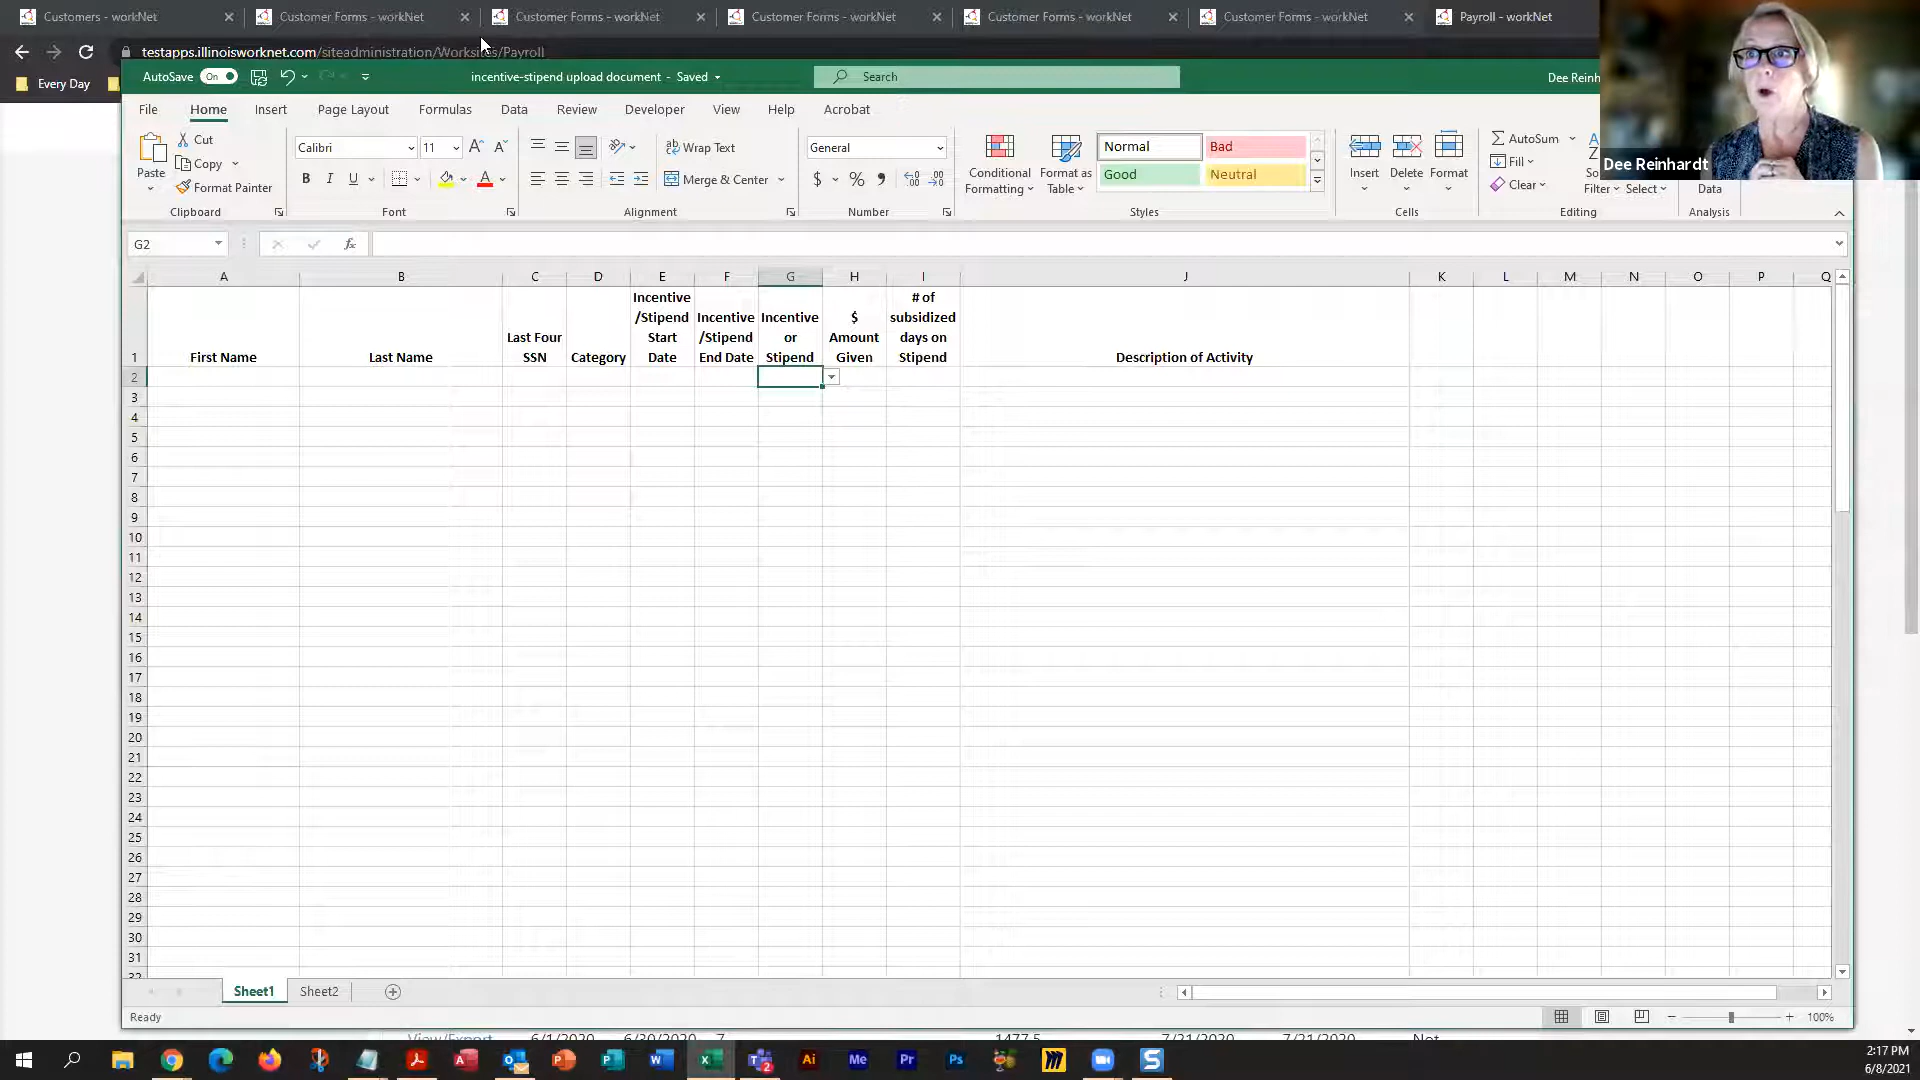 Customers - workNet
Customer Forms - workNet
Customer Forms - workNet
Customer Forms - workNet
Customer Forms - workNet
Customer Forms - workNet
Payroll - workNet
testapps.illinoisworknet.com/siteadministration/Worksites/Payroll
Every Day
AutoSave On
incentive-stipend upload document - Saved
Search
Dee Reinh
File Home Insert Page Layout Formulas Data Review Developer View Help Acrobat
Paste
Cut
Copy
Format Painter
Clipboard
Calibri 11
B I U
Font
Wrap Text
Merge & Center
Alignment
General
$ % 9
Number
Conditional Formatting
Format as Table
Normal Bad
Good Neutral
Styles
Insert Delete Format
Cells
AutoSum
Fill
Clear
Filter Select
Editing
Data
Analysis
Dee Reinhardt
G2
fx
A B C D E F G H I J K L M N O P Q
1 First Name Last Name Last Four SSN Category Incentive /Stipend Start Date Incentive /Stipend End Date Incentive or Stipend $ Amount Given # of subsidized days on Stipend Description of Activity
2
3
4
5
6
7
8
9
10
11
12
13
14
15
16
17
18
19
20
21
22
23
24
25
26
27
28
29
30
31
32
Sheet1 Sheet2
Ready
100%
View/Export 6/1/2020 6/30/2020 7 1477.5 7/21/2020 7/21/2020 Not
Ai Me Pr Ps
2:17 PM
6/8/2021